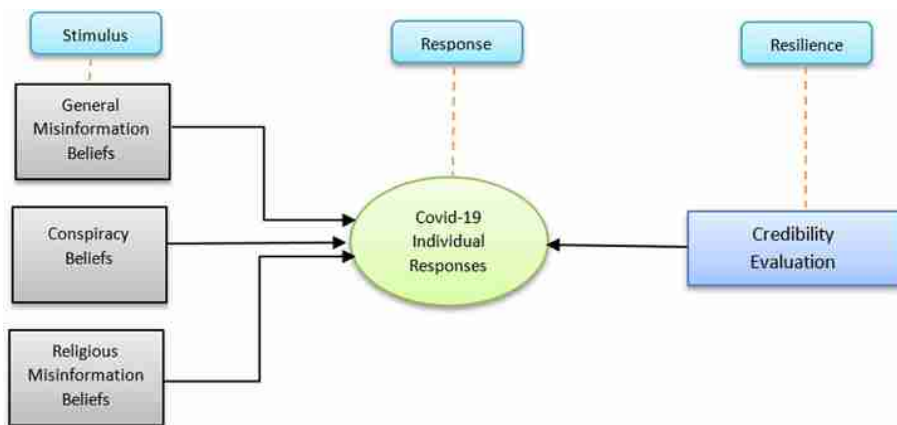 Stimulus
Response
Resilience
General
Misinformation
Beliefs
Conspiracy
Beliefs
Religious
Misinformation
Beliefs
Covid-19
Individual
Responses
Credibility
Evaluation